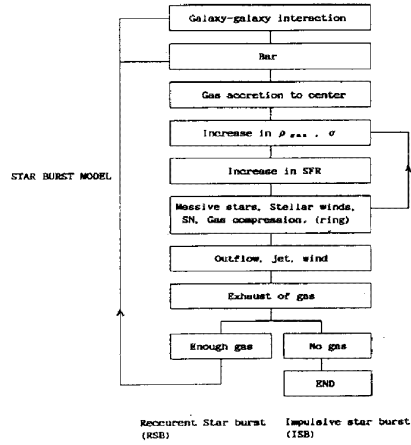 Galaxy-galaxy interaction
Bar
Gas accretion to center
Increase in ρ gas , σ
Increase in SFR
STAR BURST MODEL
Massive stars, Stellar winds,
SN, Gas compression, (ring)
Outflow, jet, wind
Exhaust of gas
Enough gas
No gas
END
Reccurent Star burst
(RSB)
Impulsive star burst
(ISB)